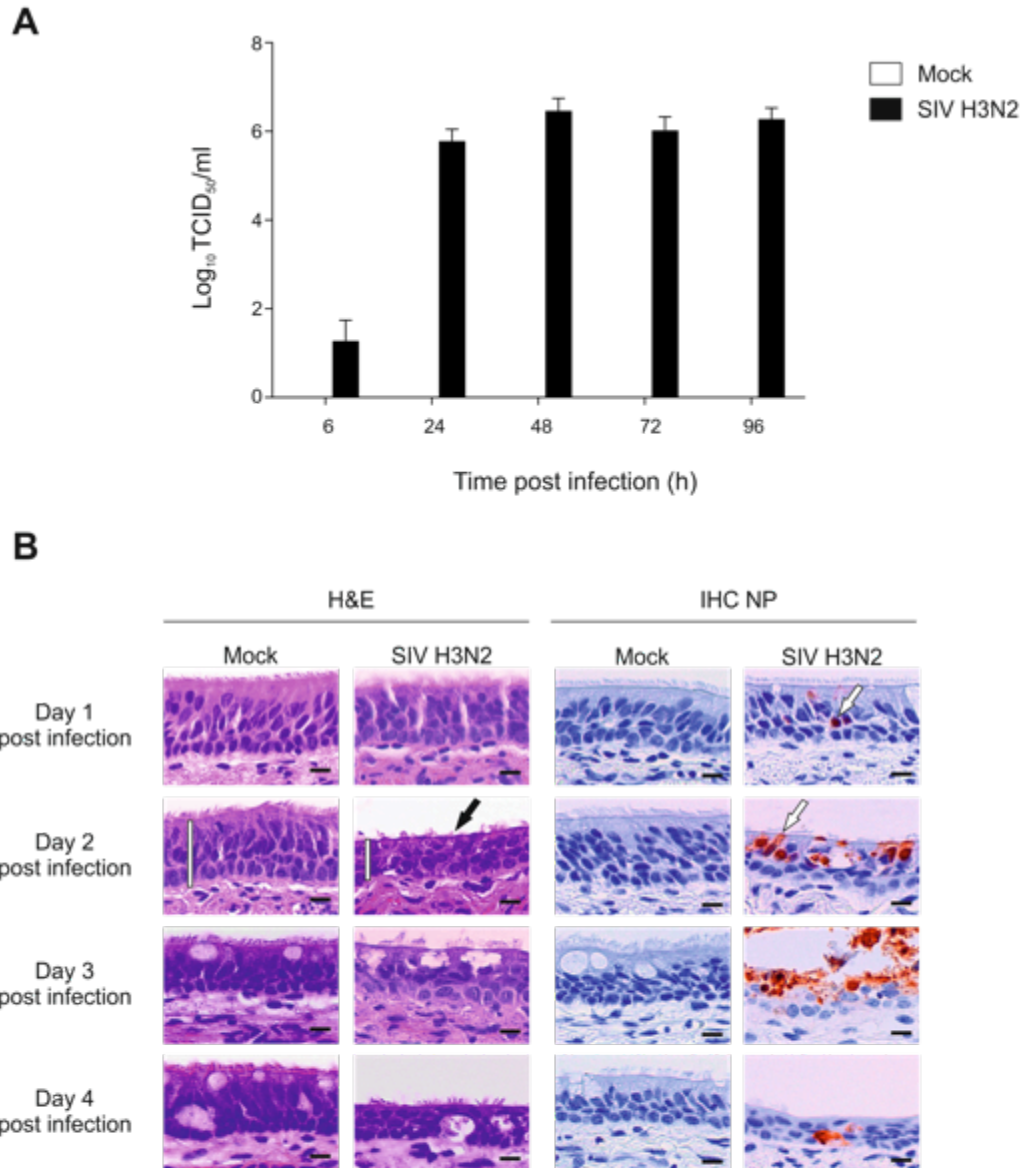 A
8
6
4
2
0
Log₁₀ TCID₅₀/ml
6 24 48 72 96
Time post infection (h)
Mock
SIV H3N2
B
H&E IHC NP
Mock SIV H3N2 Mock SIV H3N2
Day 1
post infection
Day 2
post infection
Day 3
post infection
Day 4
post infection